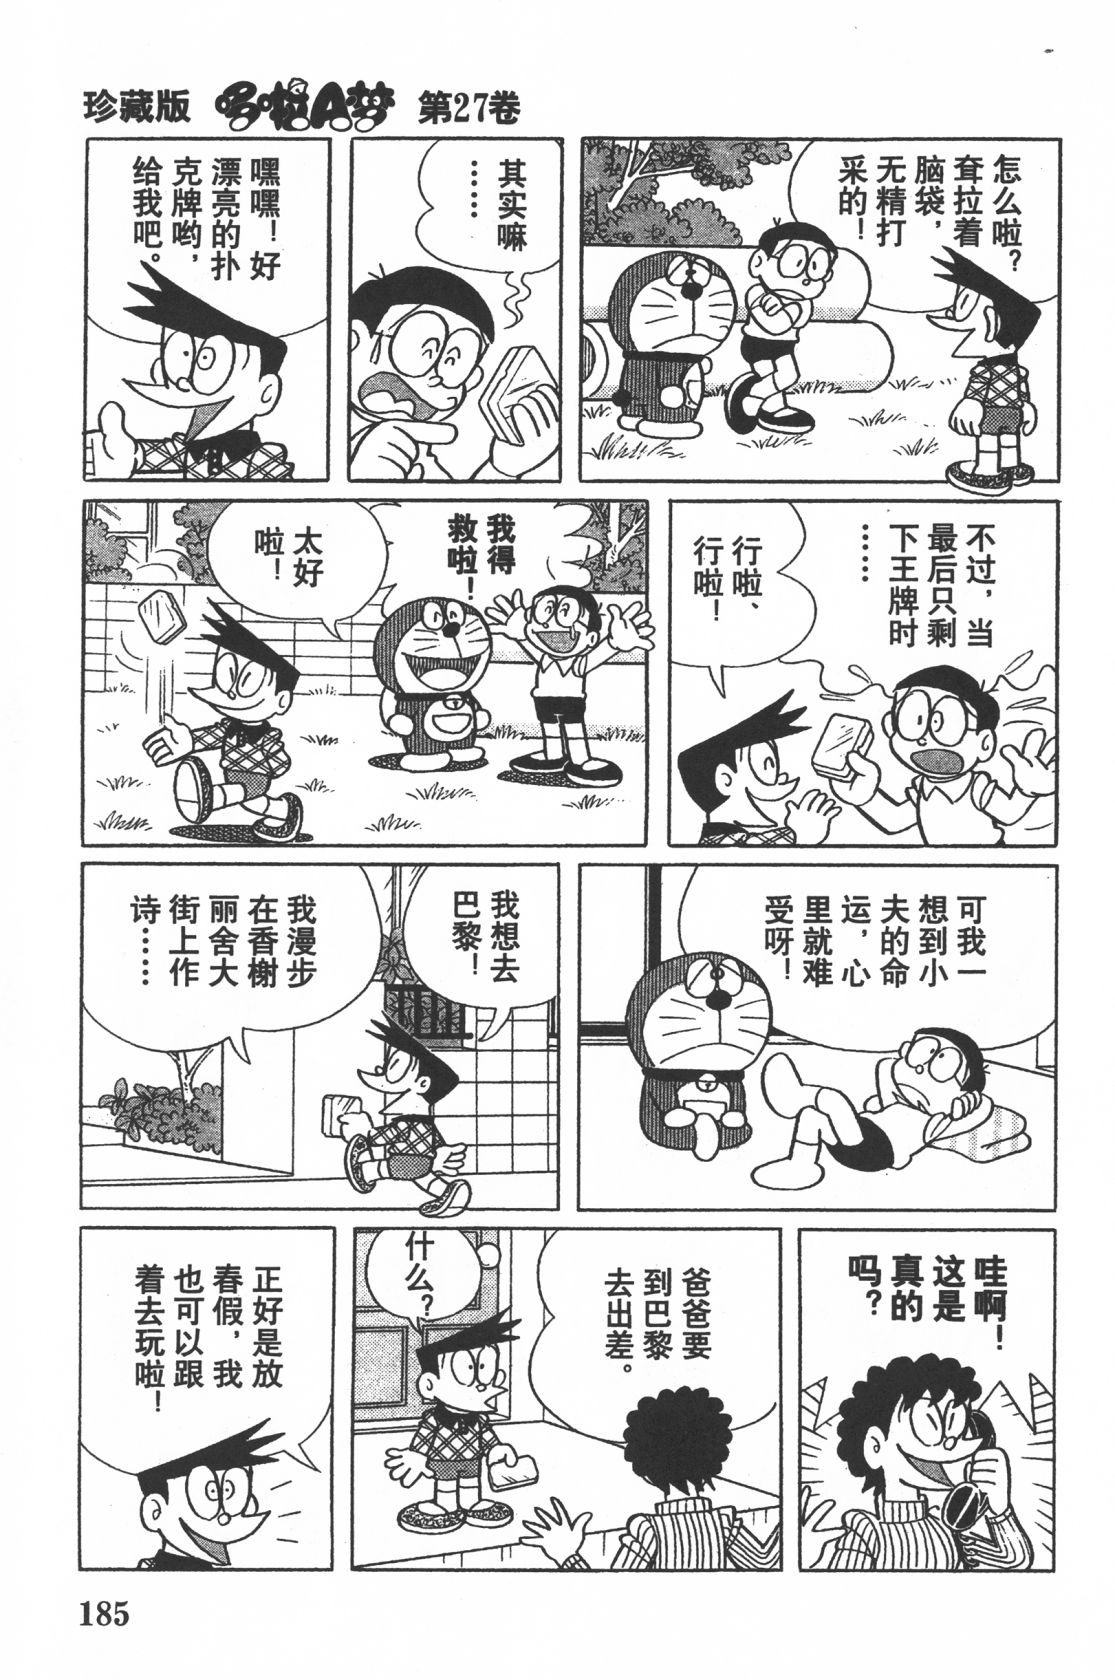 珍藏版 哆啦A梦 第27卷
怎么啦？
耷拉着
脑袋，
无精打
采的！
其实嘛
……
嘿嘿！好
漂亮的扑
克牌哟，
给我吧。
不过，当
最后只剩
下王牌时
……
行啦、
行啦！
我得
救啦！
太好
啦！
可我一
想到小
夫的命
运，心
里就难
受呀！
我想去
巴黎！
我漫步
在香榭
丽舍大
街上作
诗……
哇啊！
这是
真的
吗？
爸爸要
到巴黎
去出差。
什么？
正好是放
春假，我
也可以跟
着去玩啦！
185